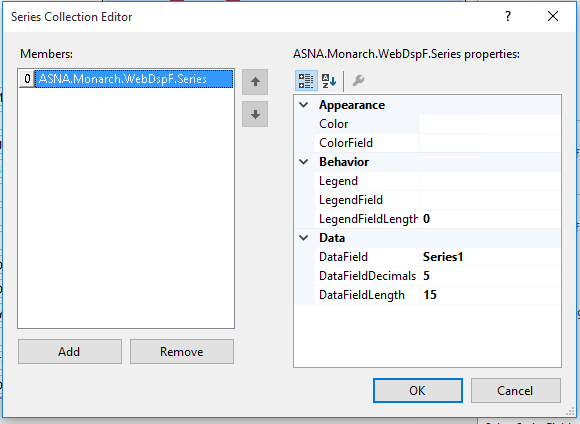 Series Collection Editor
Members:
0 ASNA.Monarch.WebDspF.Series
Add
Remove
ASNA.Monarch.WebDspF.Series properties:
Appearance
Color
ColorField
Behavior
Legend
LegendField
LegendFieldLength 0
Data
DataField Series1
DataFieldDecimals 5
DataFieldLength 15
OK
Cancel